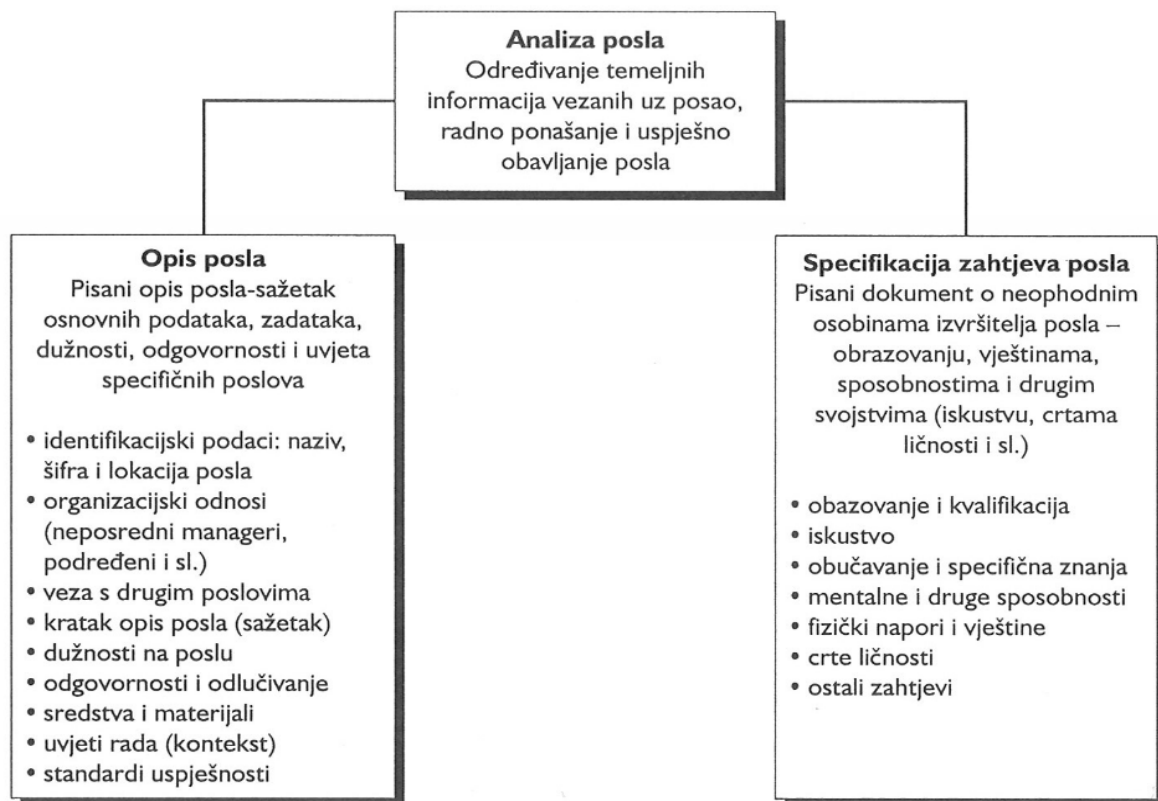 Analiza posla
Određivanje temeljnih
informacija vezanih uz posao,
radno ponašanje i uspješno
obavljanje posla
Opis posla
Pisani opis posla-sažetak
osnovnih podataka, zadataka,
dužnosti, odgovornosti i uvjeta
specifičnih poslova
• identifikacijski podaci: naziv,
šifra i lokacija posla
• organizacijski odnosi
(neposredni manageri,
podređeni i sl.)
• veza s drugim poslovima
• kratak opis posla (sažetak)
• dužnosti na poslu
• odgovornosti i odlučivanje
• sredstva i materijali
• uvjeti rada (kontekst)
• standardi uspješnosti
Specifikacija zahtjeva posla
Pisani dokument o neophodnim
osobinama izvršitelja posla –
obrazovanju, vještinama,
sposobnostima i drugim
svojstvima (iskustvu, crtama
ličnosti i sl.)
• obazovanje i kvalifikacija
• iskustvo
• obučavanje i specifična znanja
• mentalne i druge sposobnosti
• fizički napori i vještine
• crte ličnosti
• ostali zahtjevi